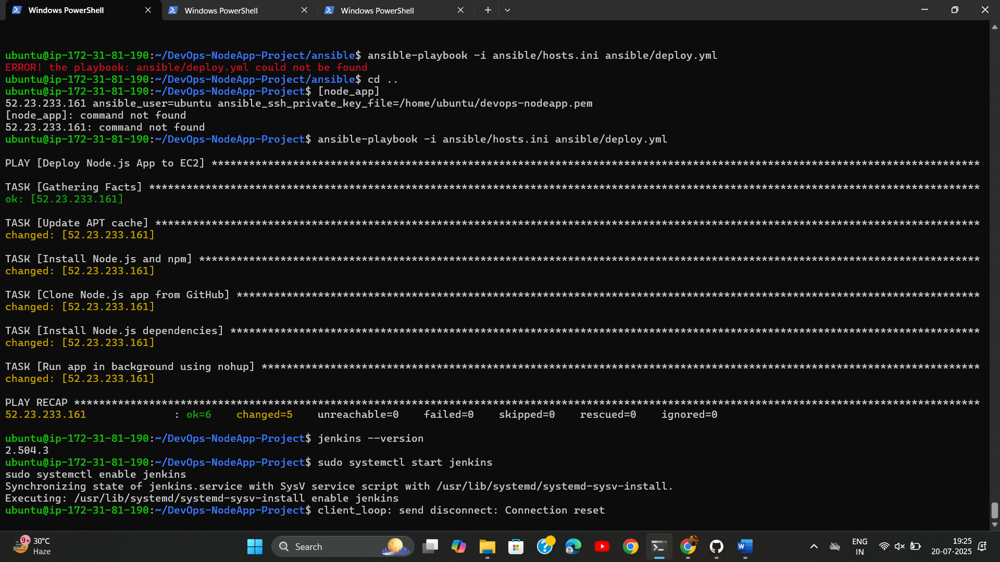 Windows PowerShell
Windows PowerShell
Windows PowerShell
ubuntu@ip-172-31-81-190:~/DevOps-NodeApp-Project/ansible$ ansible-playbook -i ansible/hosts.ini ansible/deploy.yml
ERROR! the playbook: ansible/deploy.yml could not be found
ubuntu@ip-172-31-81-190:~/DevOps-NodeApp-Project/ansible$ cd ..
ubuntu@ip-172-31-81-190:~/DevOps-NodeApp-Project$ [node_app]
52.23.233.161 ansible_user=ubuntu ansible_ssh_private_key_file=/home/ubuntu/devops-nodeapp.pem
[node_app]: command not found
52.23.233.161: command not found
ubuntu@ip-172-31-81-190:~/DevOps-NodeApp-Project$ ansible-playbook -i ansible/hosts.ini ansible/deploy.yml
PLAY [Deploy Node.js App to EC2] ***************************************************************************************************************************
TASK [Gathering Facts] *************************************************************************************************************************************
ok: [52.23.233.161]
TASK [Update APT cache] ************************************************************************************************************************************
changed: [52.23.233.161]
TASK [Install Node.js and npm] *****************************************************************************************************************************
changed: [52.23.233.161]
TASK [Clone Node.js app from GitHub] ***********************************************************************************************************************
changed: [52.23.233.161]
TASK [Install Node.js dependencies] ************************************************************************************************************************
changed: [52.23.233.161]
TASK [Run app in background using nohup] *******************************************************************************************************************
changed: [52.23.233.161]
PLAY RECAP *************************************************************************************************************************************************
52.23.233.161 : ok=6 changed=5 unreachable=0 failed=0 skipped=0 rescued=0 ignored=0
ubuntu@ip-172-31-81-190:~/DevOps-NodeApp-Project$ jenkins --version
2.504.3
ubuntu@ip-172-31-81-190:~/DevOps-NodeApp-Project$ sudo systemctl start jenkins
sudo systemctl enable jenkins
Synchronizing state of jenkins.service with SysV service script with /usr/lib/systemd/systemd-sysv-install.
Executing: /usr/lib/systemd/systemd-sysv-install enable jenkins
ubuntu@ip-172-31-81-190:~/DevOps-NodeApp-Project$ client_loop: send disconnect: Connection reset
9+ 30°C
Haze
Search
ENG
IN
19:25
20-07-2025